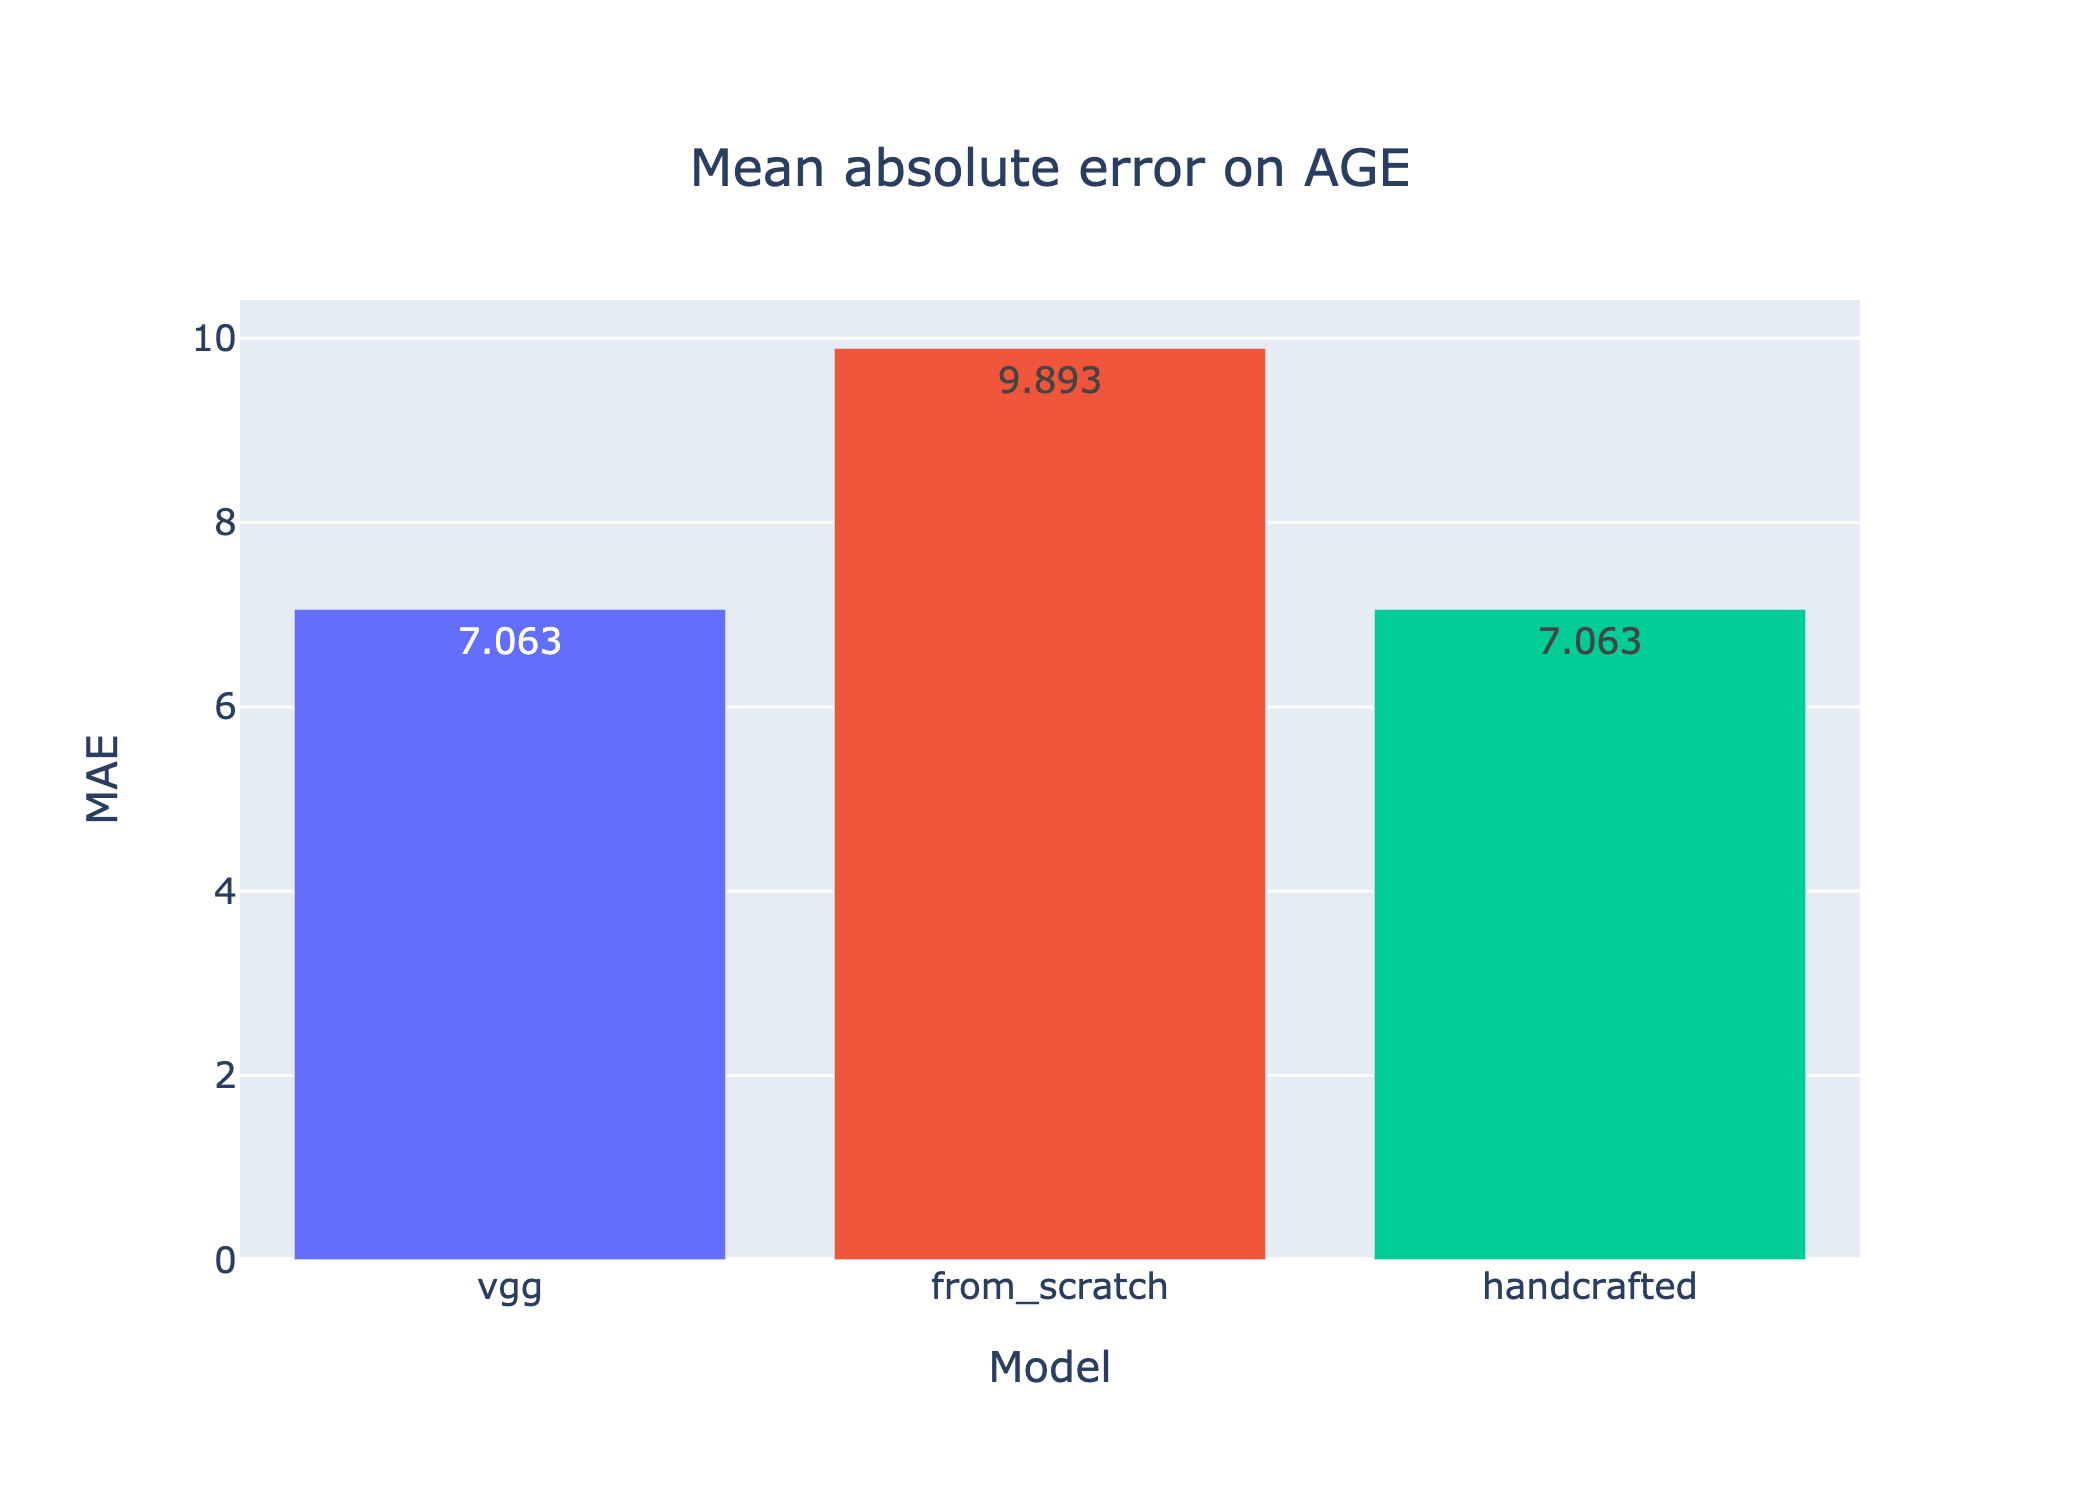 Mean absolute error on AGE
10
8
6
4
2
0
MAE
7.063
9.893
7.063
vgg
from_scratch
handcrafted
Model